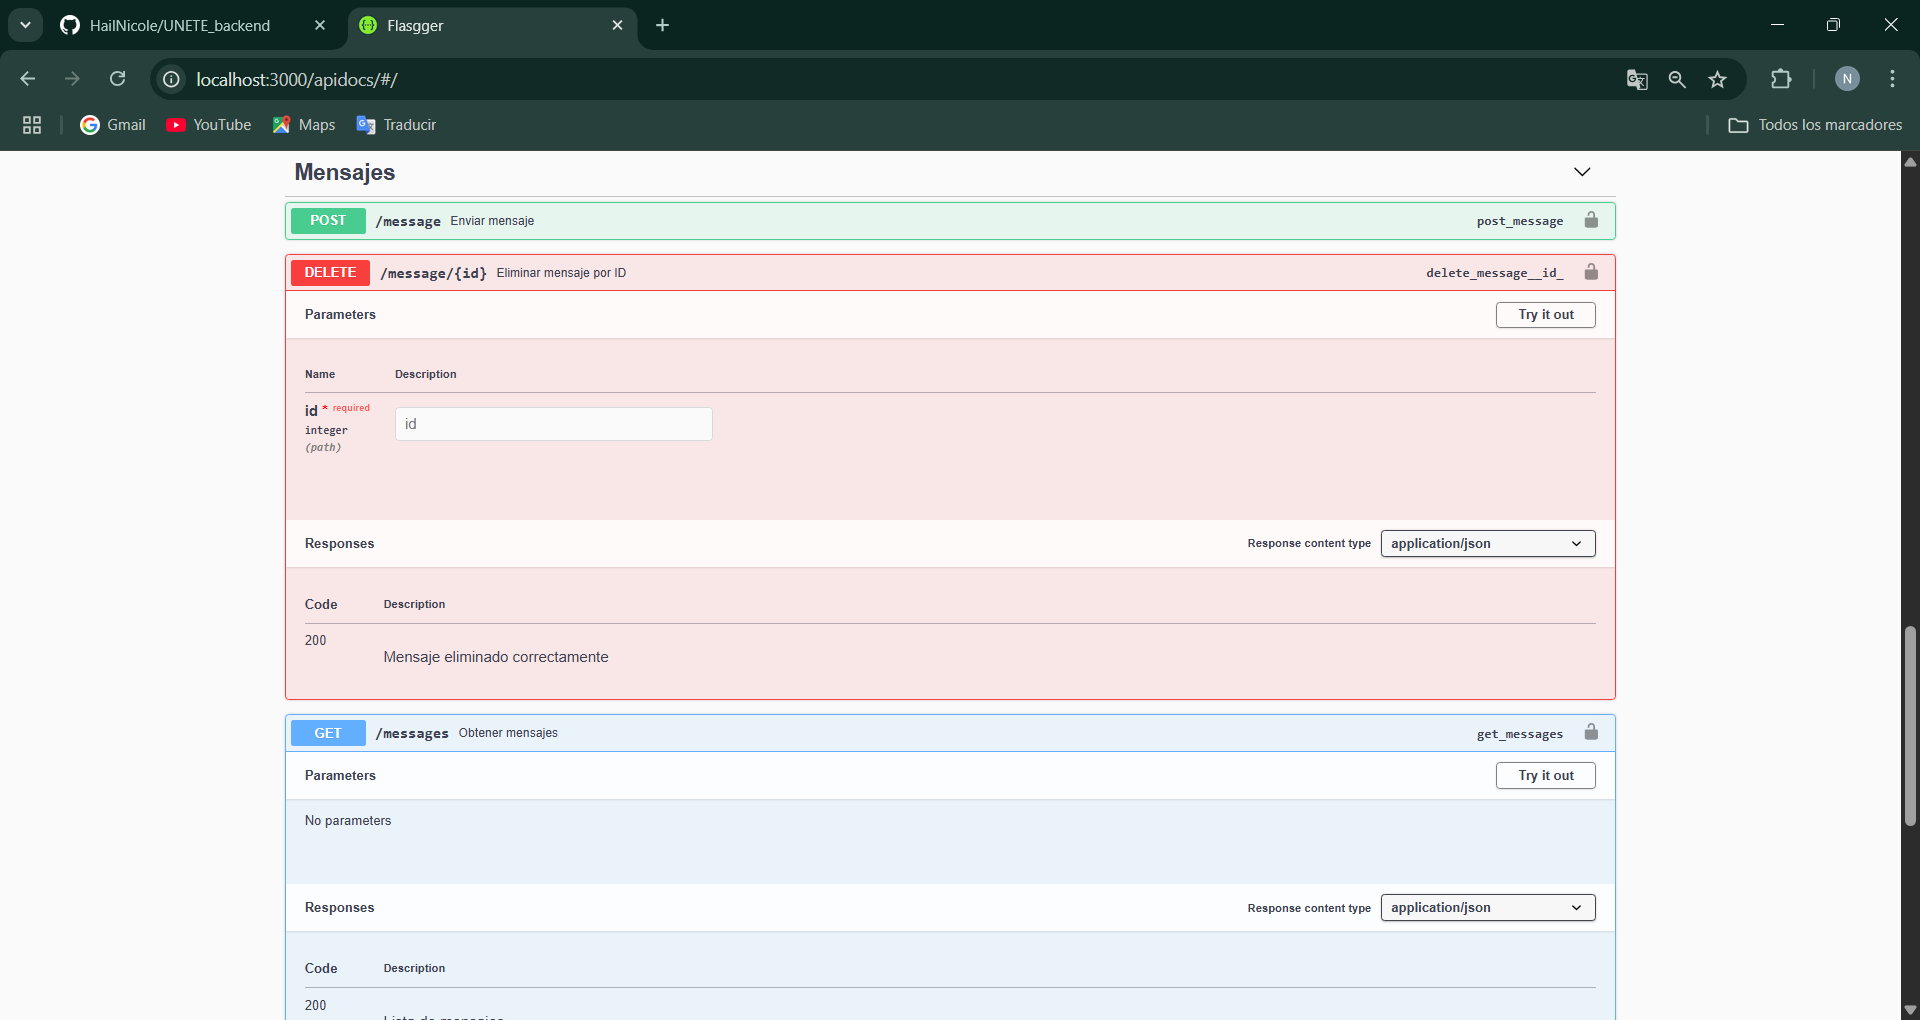 HailNicole/UNETE_backend
Flasgger
localhost:3000/apidocs/#/
N
Gmail
YouTube
Maps
Traducir
Todos los marcadores
Mensajes
POST /message Enviar mensaje post_message
DELETE /message/{id} Eliminar mensaje por ID delete_message__id_
Parameters Try it out
Name Description
id * required
integer
(path)
id
Responses Response content type application/json
Code Description
200
Mensaje eliminado correctamente
GET /messages Obtener mensajes get_messages
Parameters Try it out
No parameters
Responses Response content type application/json
Code Description
200